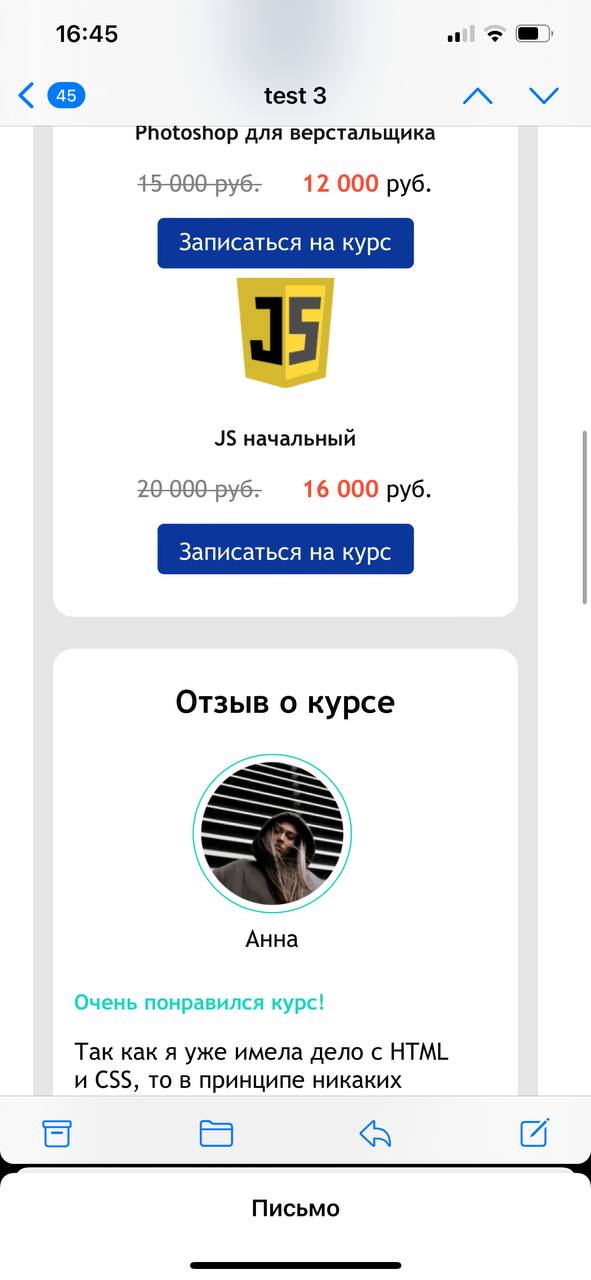 16:45
45
test 3
Photoshop для верстальщика
15 000 руб. 12 000 руб.
Записаться на курс
JS
JS начальный
20 000 руб. 16 000 руб.
Записаться на курс
Отзыв о курсе
Анна
Очень понравился курс!
Так как я уже имела дело с HTML
и CSS, то в принципе никаких
Письмо